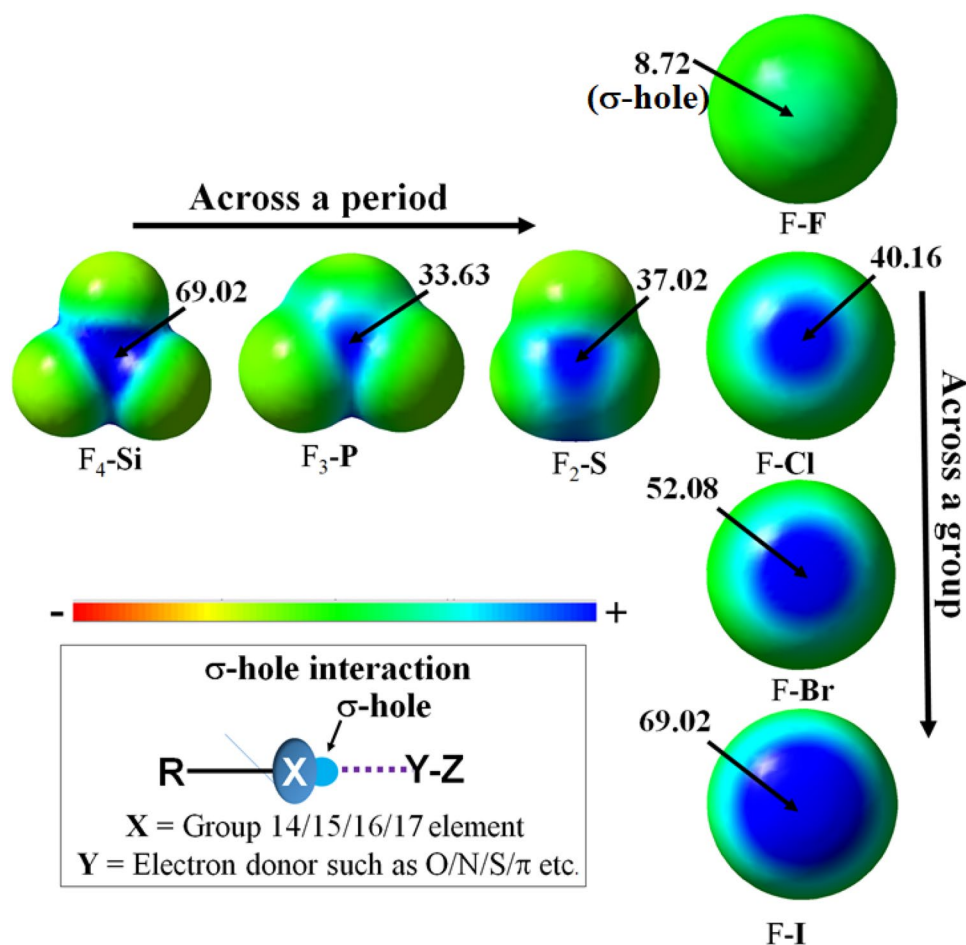 8.72
(σ-hole)
F-F
Across a period
69.02
33.63
37.02
40.16
F₄-Si
F₃-P
F₂-S
F-Cl
Across a group
52.08
- +
F-Br
σ-hole interaction
σ-hole
R X Y-Z
X = Group 14/15/16/17 element
Y = Electron donor such as O/N/S/π etc.
69.02
F-I